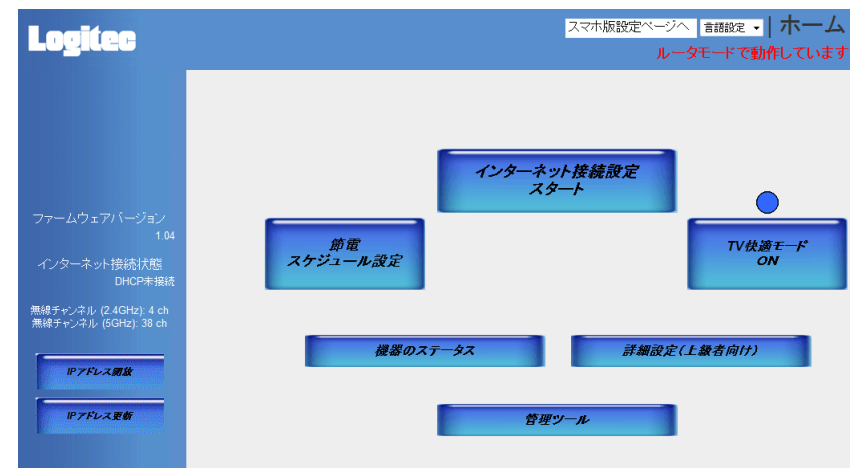 Logitec
スマホ版設定ページへ 言語設定 | ホーム
ルータモードで動作しています
インターネット接続設定
スタート
節電
スケジュール設定
TV快適モード
ON
ファームウェアバージョン
1.04
インターネット接続状態
DHCP未接続
無線チャンネル (2.4GHz): 4 ch
無線チャンネル (5GHz): 38 ch
機器のステータス
詳細設定(上級者向け)
IPアドレス開放
IPアドレス更新
管理ツール